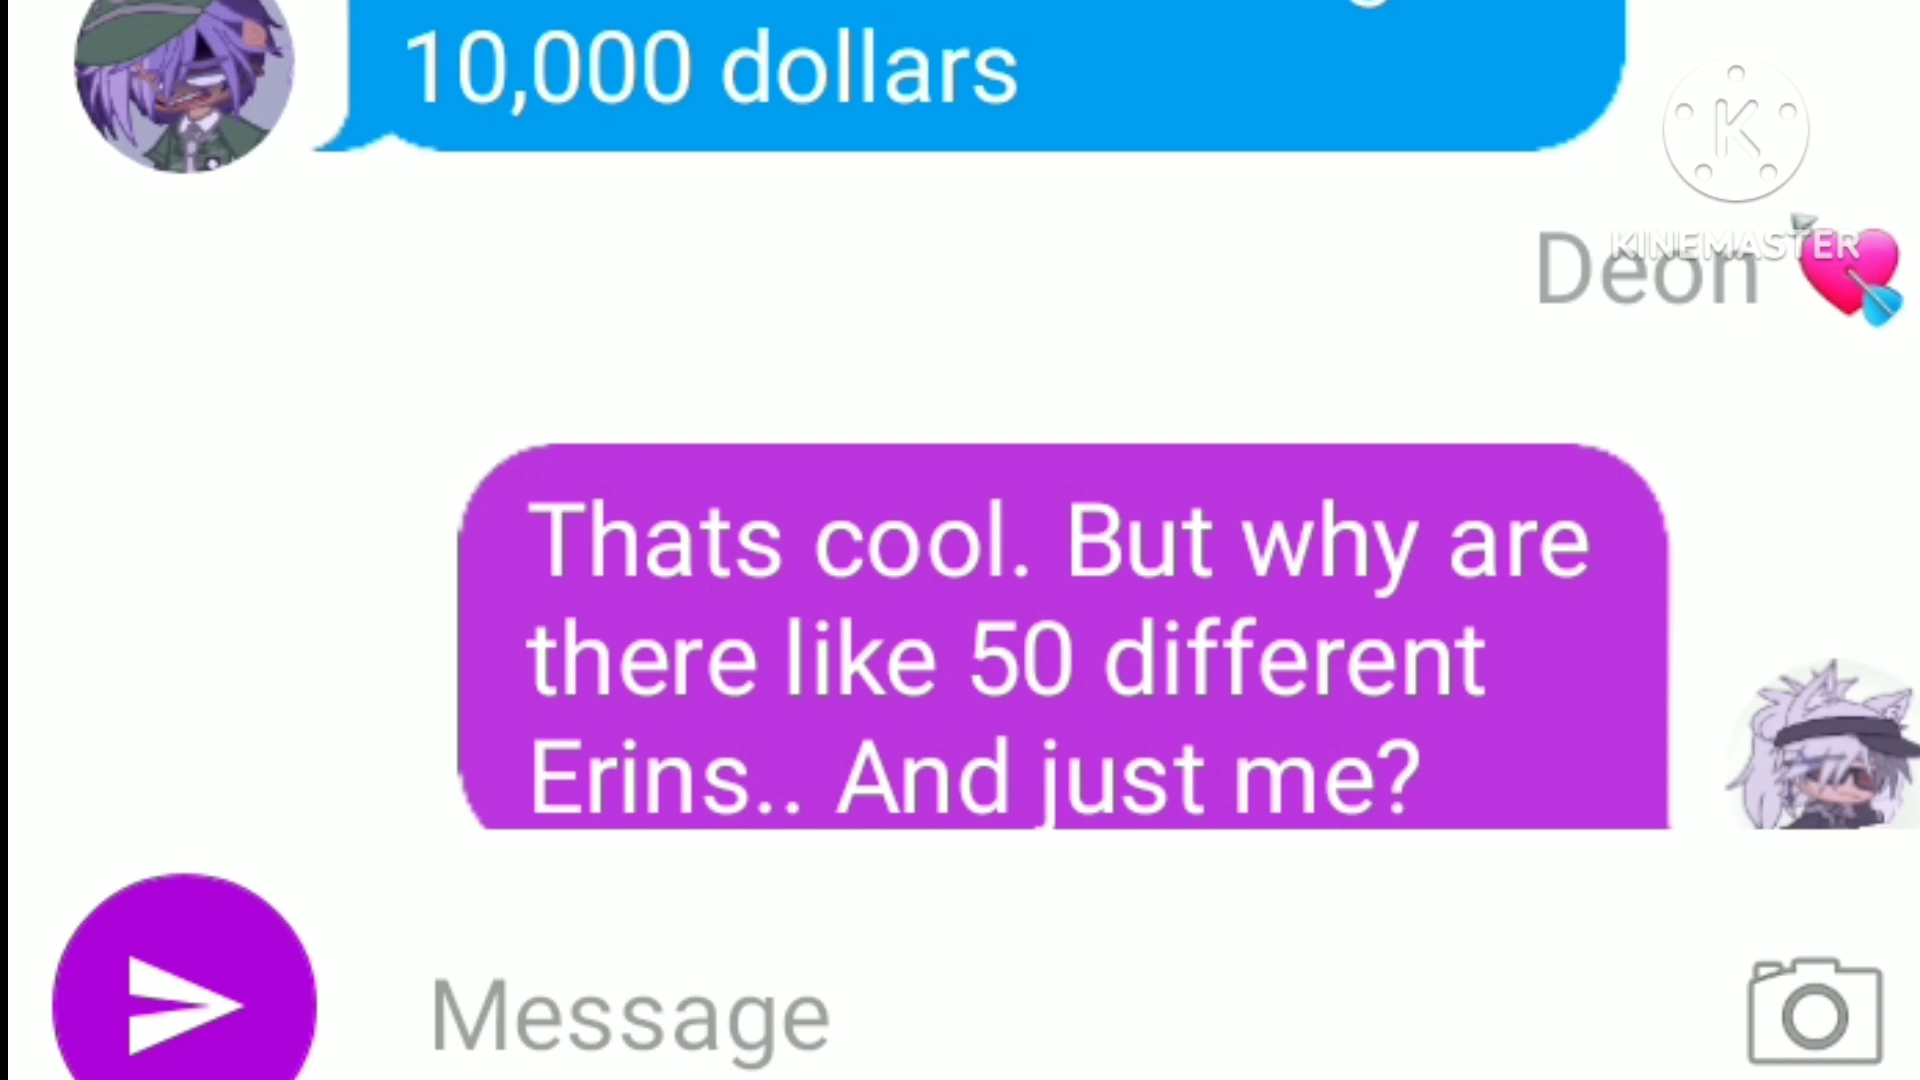 10,000 dollars
K
KINEMASTER
Deon
Thats cool. But why are
there like 50 different
Erins.. And just me?
Message